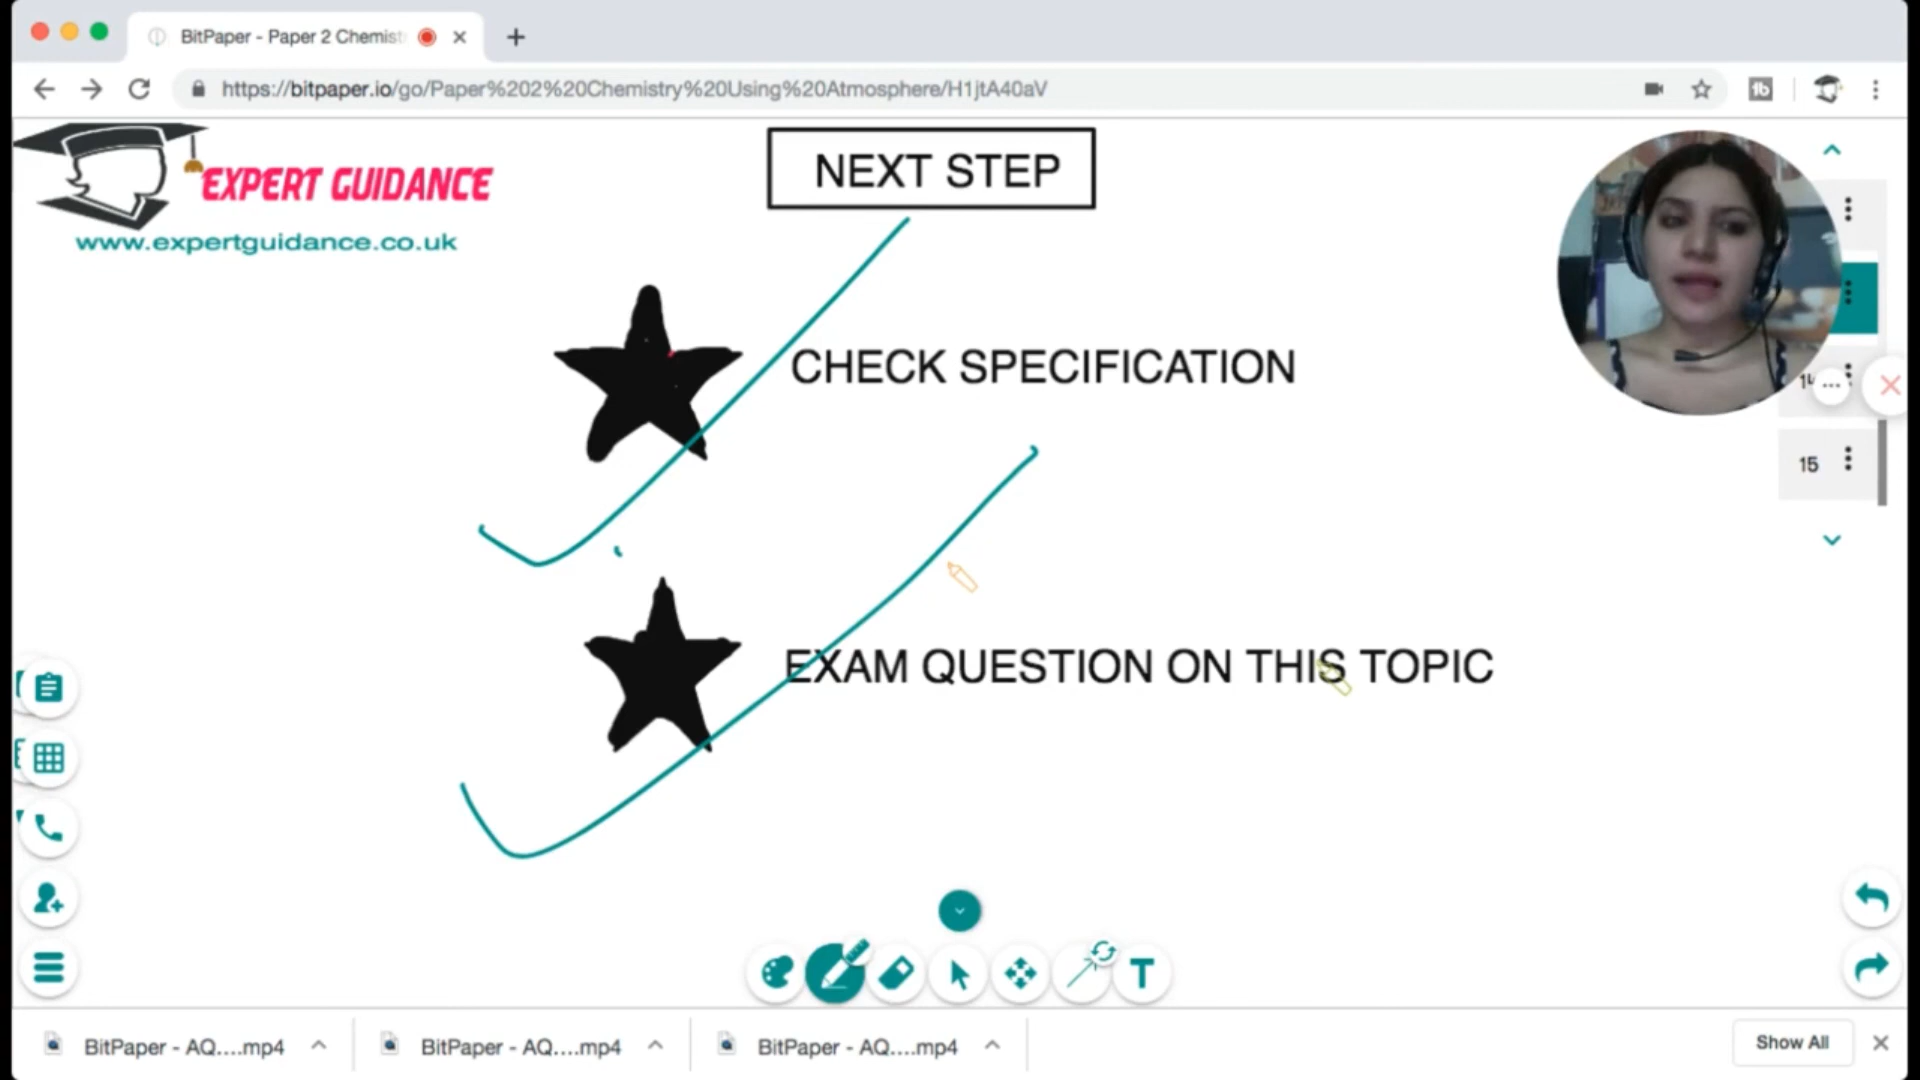 BitPaper - Paper 2 Chemist
https://bitpaper.io/go/Paper%202%20Chemistry%20Using%20Atmosphere/H1jtA40aV
EXPERT GUIDANCE
www.expertguidance.co.uk
NEXT STEP
CHECK SPECIFICATION
EXAM QUESTION ON THIS TOPIC
15
T
BitPaper - AQ....mp4
BitPaper - AQ....mp4
BitPaper - AQ....mp4
Show All